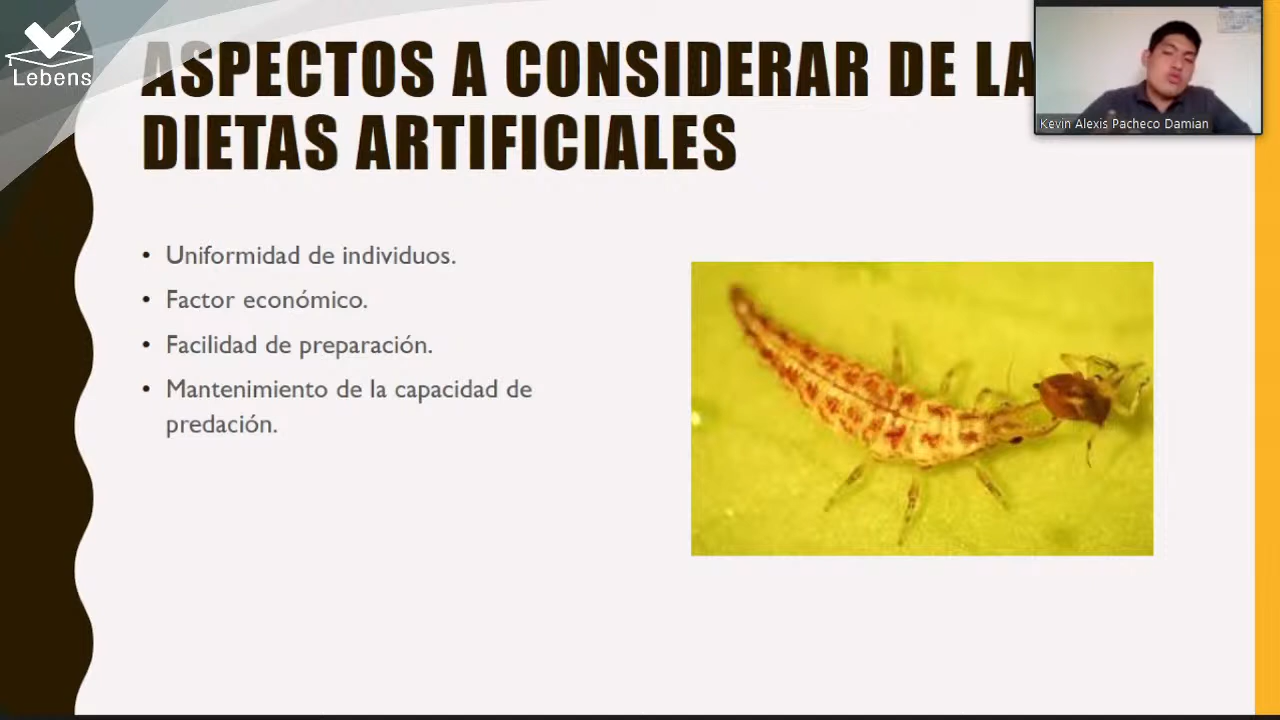 Lebens
ASPECTOS A CONSIDERAR DE LA
DIETAS ARTIFICIALES
Kevin Alexis Pacheco Damian
• Uniformidad de individuos.
• Factor económico.
• Facilidad de preparación.
• Mantenimiento de la capacidad de
predación.